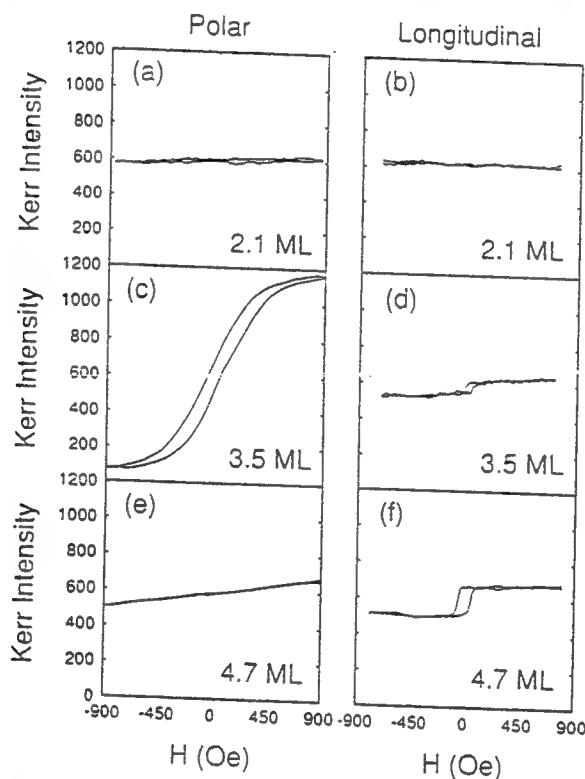 Polar
Longitudinal
Kerr Intensity
1200
1000
800
600
400
200
(a)
2.1 ML
(b)
2.1 ML
Kerr Intensity
1200
1000
800
600
400
200
(c)
3.5 ML
(d)
3.5 ML
Kerr Intensity
1200
1000
800
600
400
200
0
(e)
4.7 ML
(f)
4.7 ML
-900 -450 0 450 900
-900 -450 0 450 900
H (Oe)
H (Oe)